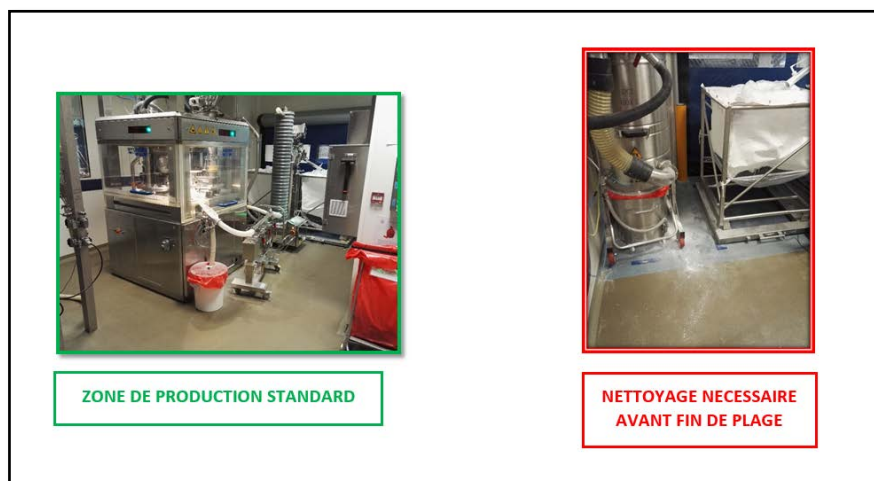 ZONE DE PRODUCTION STANDARD
NETTOYAGE NECESSAIRE
AVANT FIN DE PLAGE